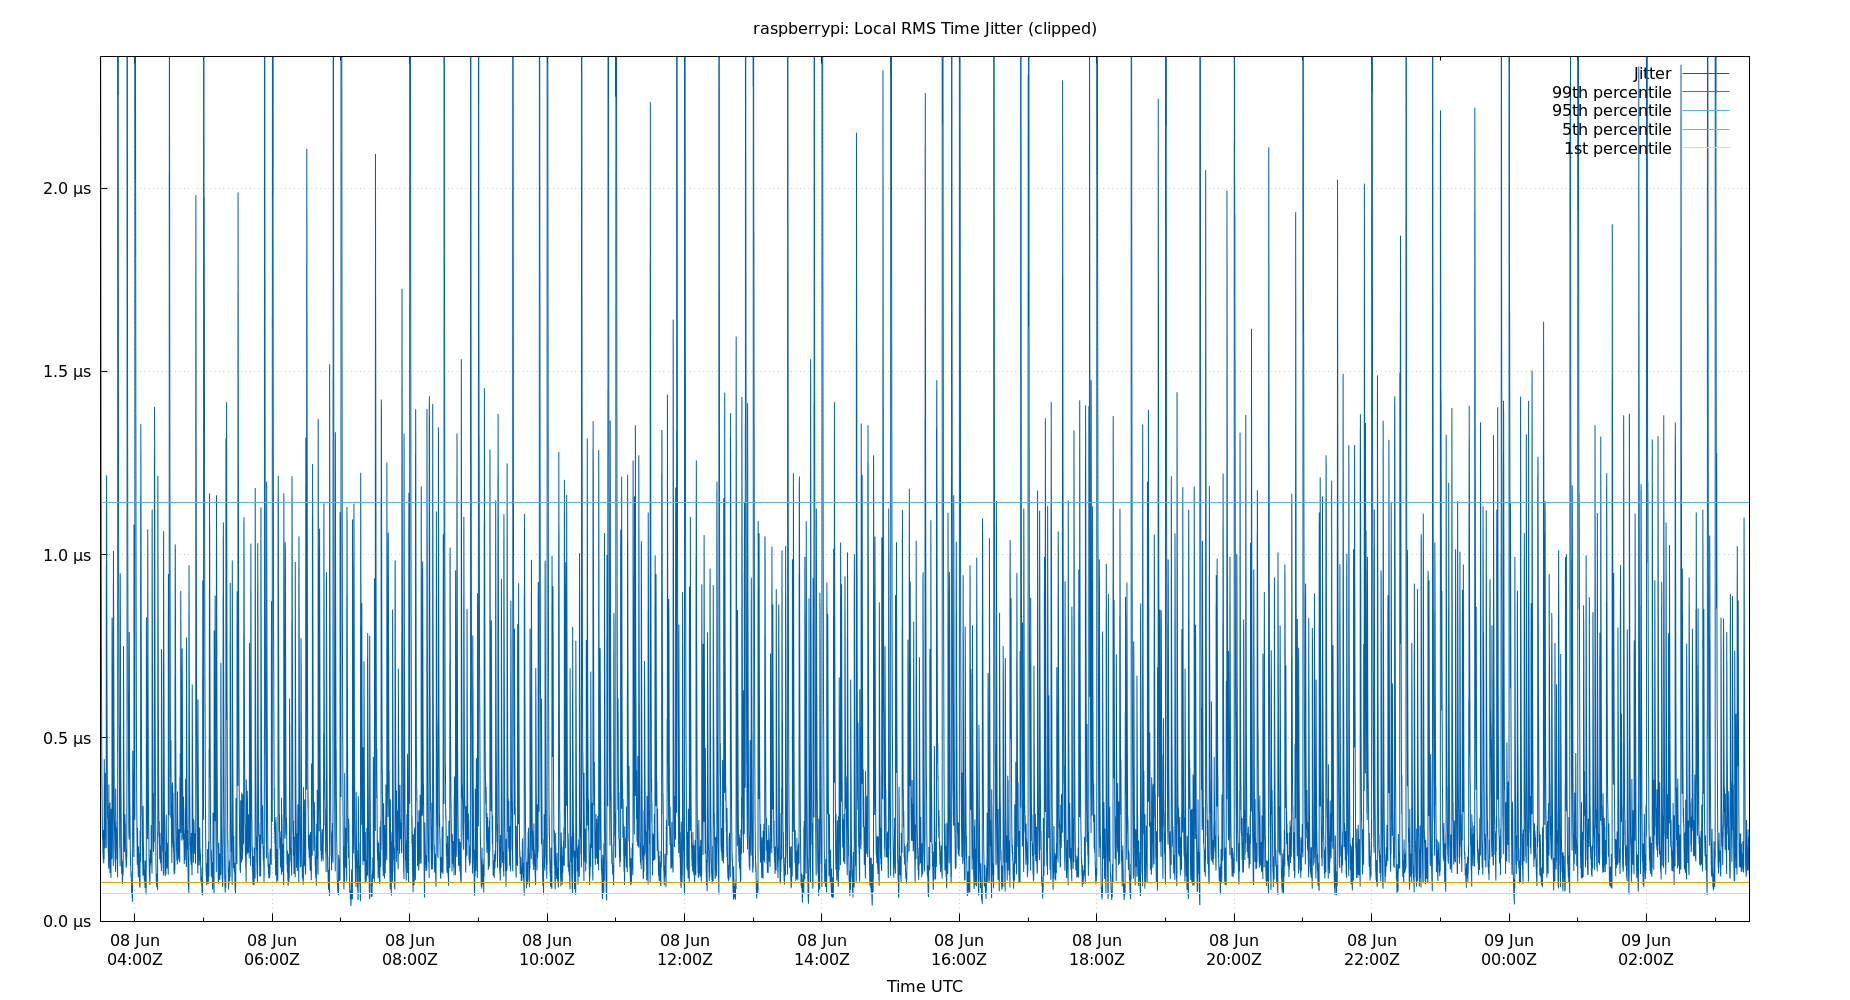 raspberrypi: Local RMS Time Jitter (clipped)
Jitter
99th percentile
95th percentile
5th percentile
1st percentile
2.0 µs
1.5 µs
1.0 µs
0.5 µs
0.0 µs
08 Jun 08 Jun 08 Jun 08 Jun 08 Jun 08 Jun 08 Jun 08 Jun 08 Jun 08 Jun 09 Jun 09 Jun
04:00Z 06:00Z 08:00Z 10:00Z 12:00Z 14:00Z 16:00Z 18:00Z 20:00Z 22:00Z 00:00Z 02:00Z
Time UTC